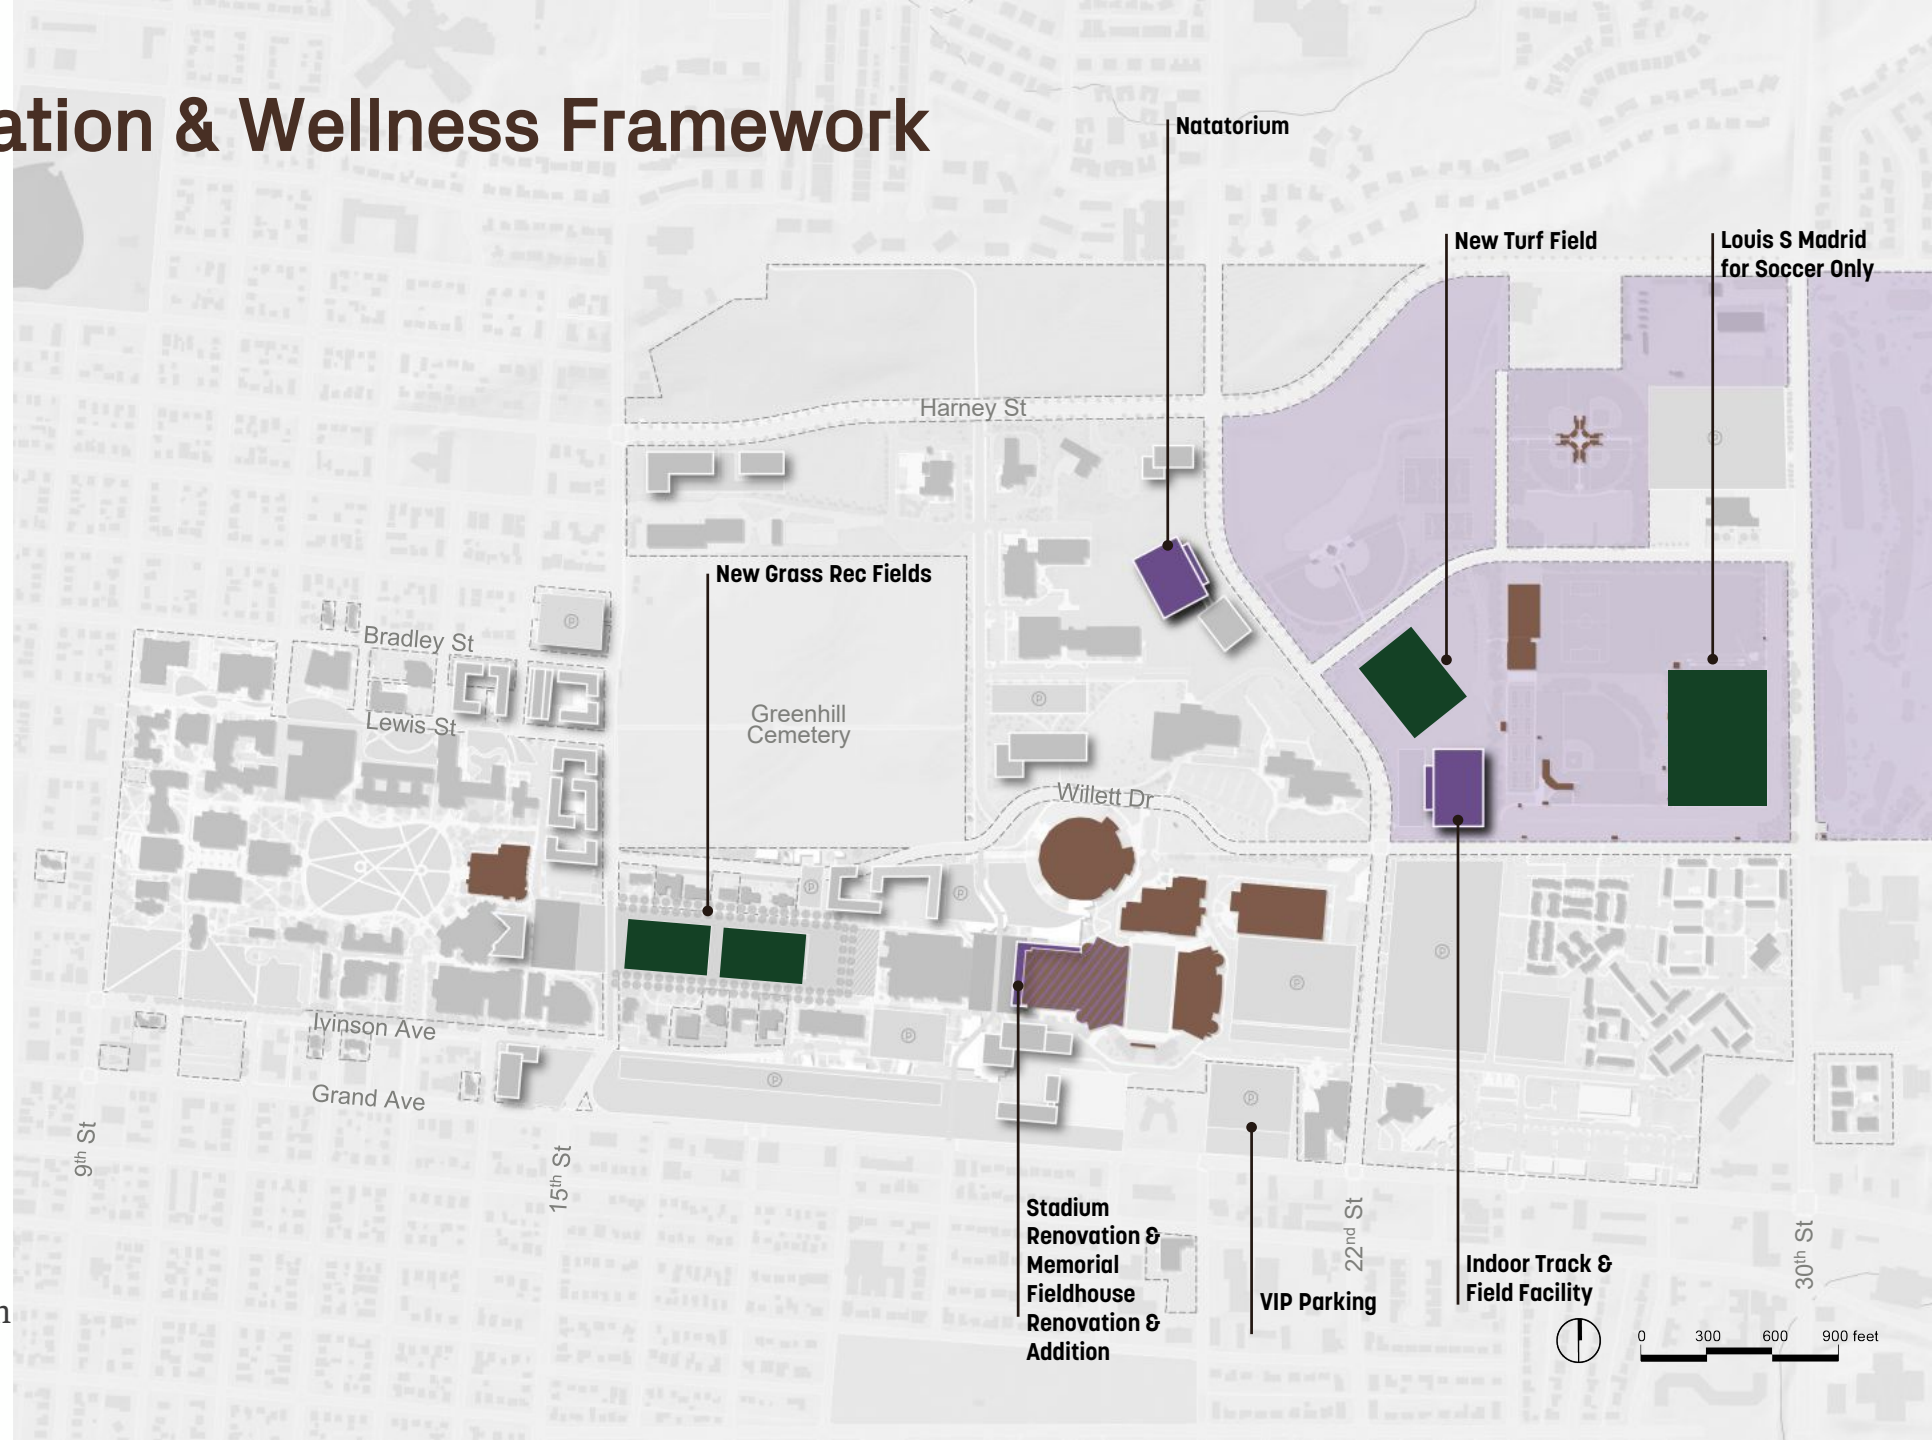 ation & Wellness Framework
Natatorium
New Turf Field
Louis S Madrid
for Soccer Only
Harney St
New Grass Rec Fields
Bradley St
Lewis St
Greenhill
Cemetery
Willett Dr
P
P
P
P
P
P
P
P
P
P
Ivinson Ave
Grand Ave
9th St
15th St
22nd St
30th St
Stadium
Renovation &
Memorial
Fieldhouse
Renovation &
Addition
VIP Parking
Indoor Track &
Field Facility
n
0 300 600 900 feet